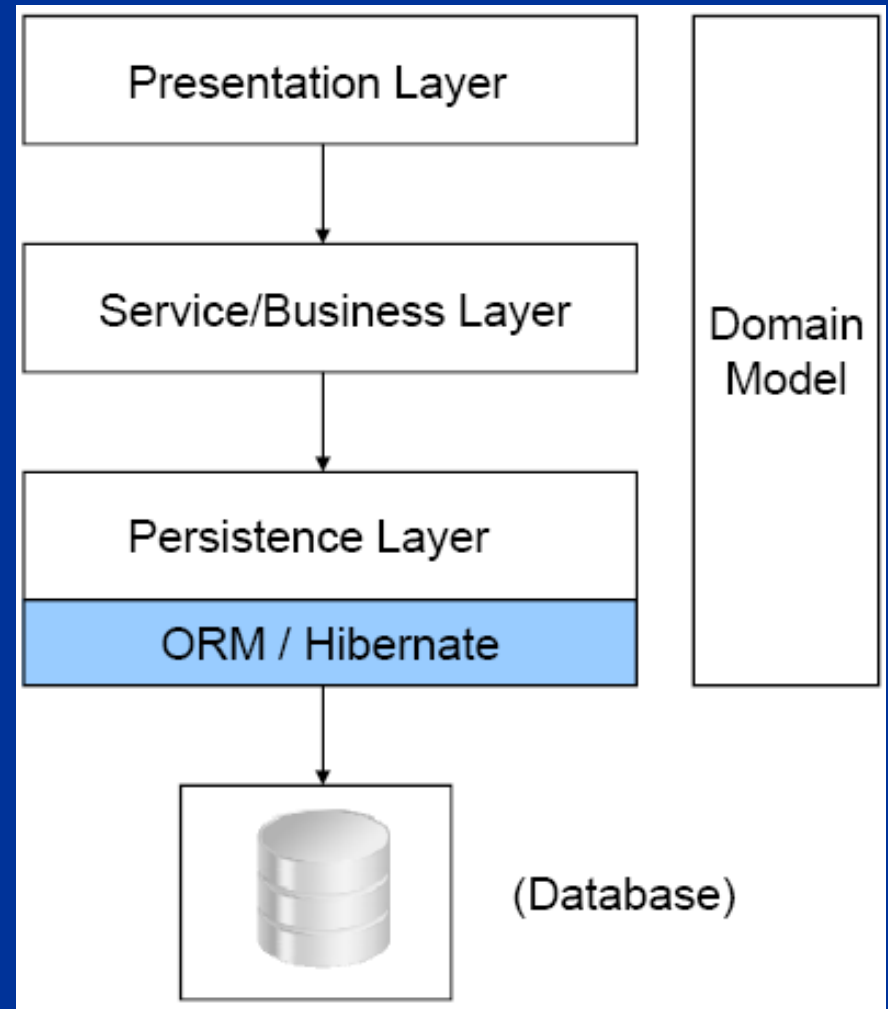 Presentation Layer
Service/Business Layer
Domain
Model
Persistence Layer
ORM / Hibernate
(Database)